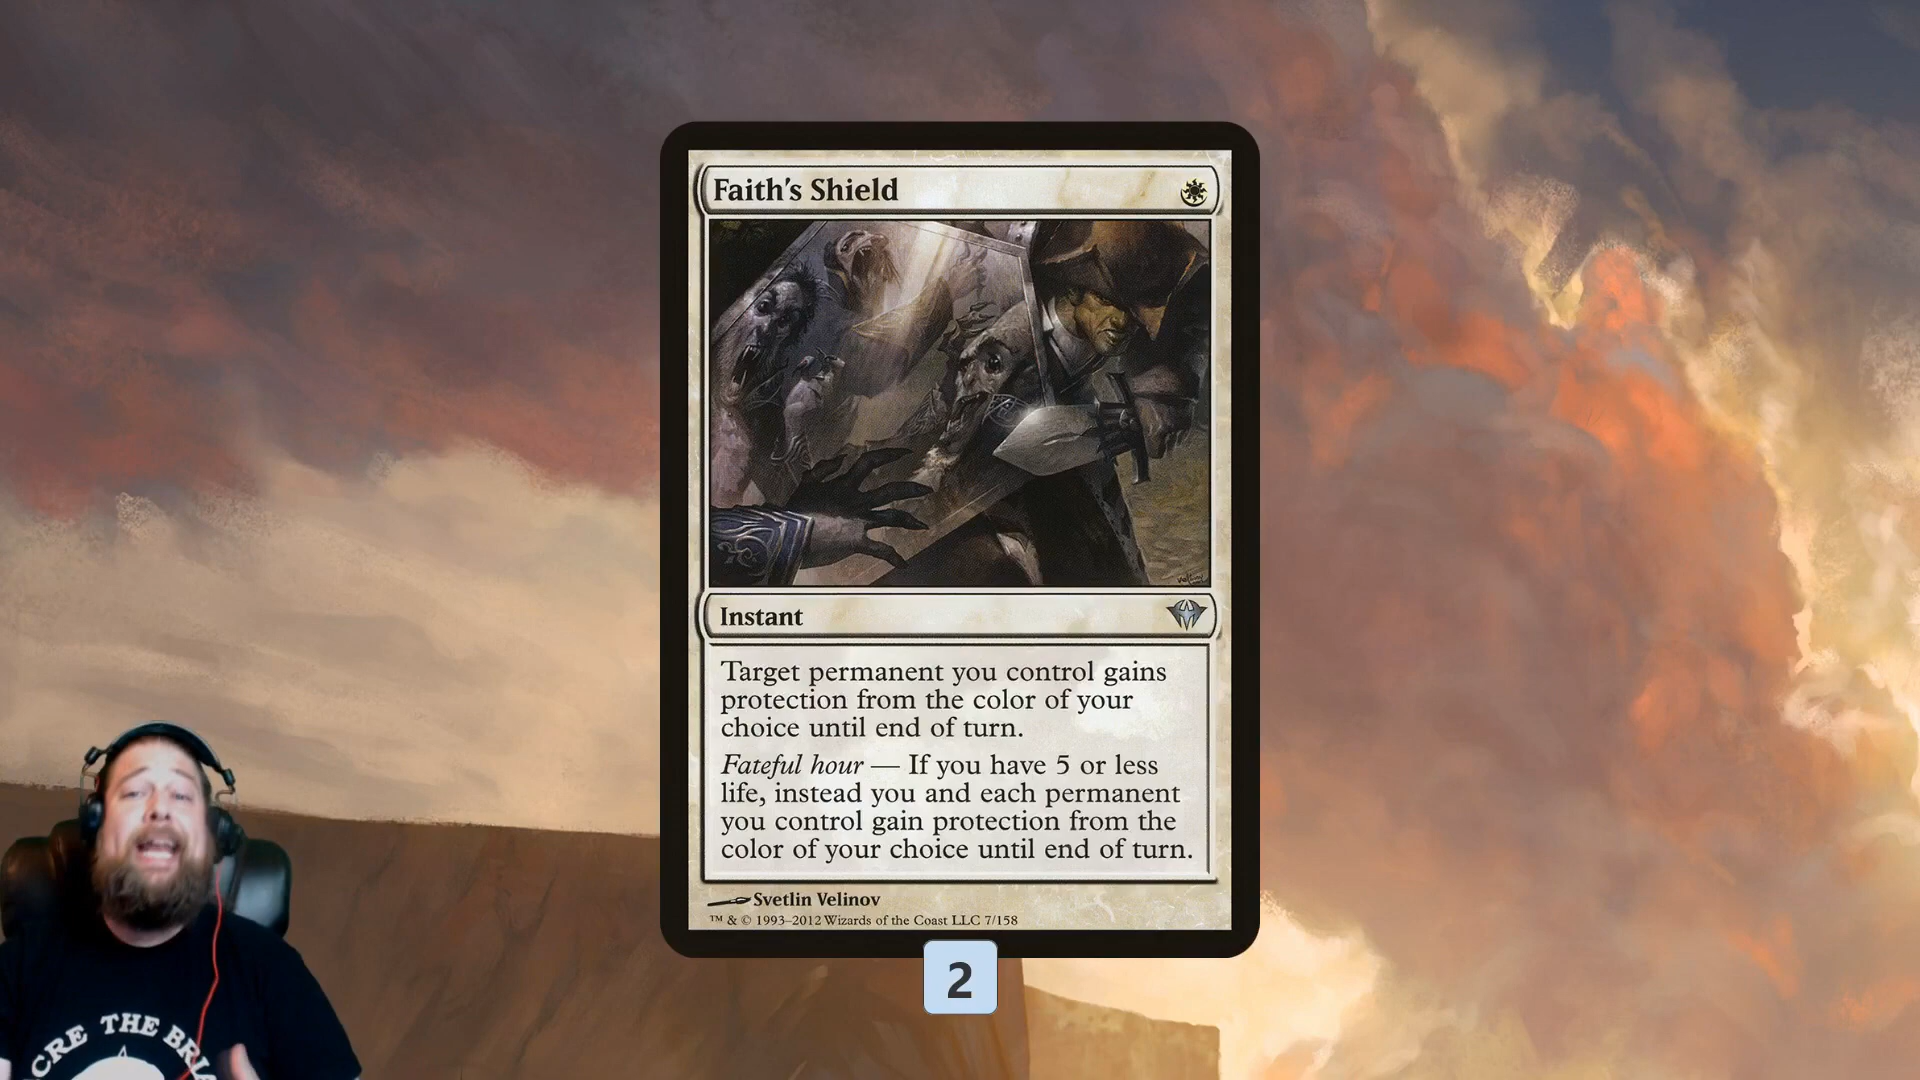 Faith's Shield
Instant
Target permanent you control gains
protection from the color of your
choice until end of turn.
Fateful hour — If you have 5 or less
life, instead you and each permanent
you control gain protection from the
color of your choice until end of turn.
Svetlin Velinov
™ & © 1993–2012 Wizards of the Coast LLC 7/158
2
THE